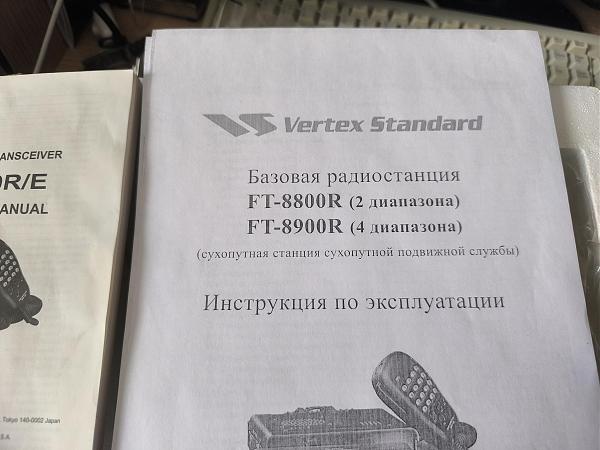 ANSCEIVER
R/E
ANUAL
Tokyo 140-0002 Japan
S.A.
Vertex Standard
Базовая радиостанция
FT-8800R (2 диапазона)
FT-8900R (4 диапазона)
(сухопутная станция сухопутной подвижной службы)
Инструкция по эксплуатации